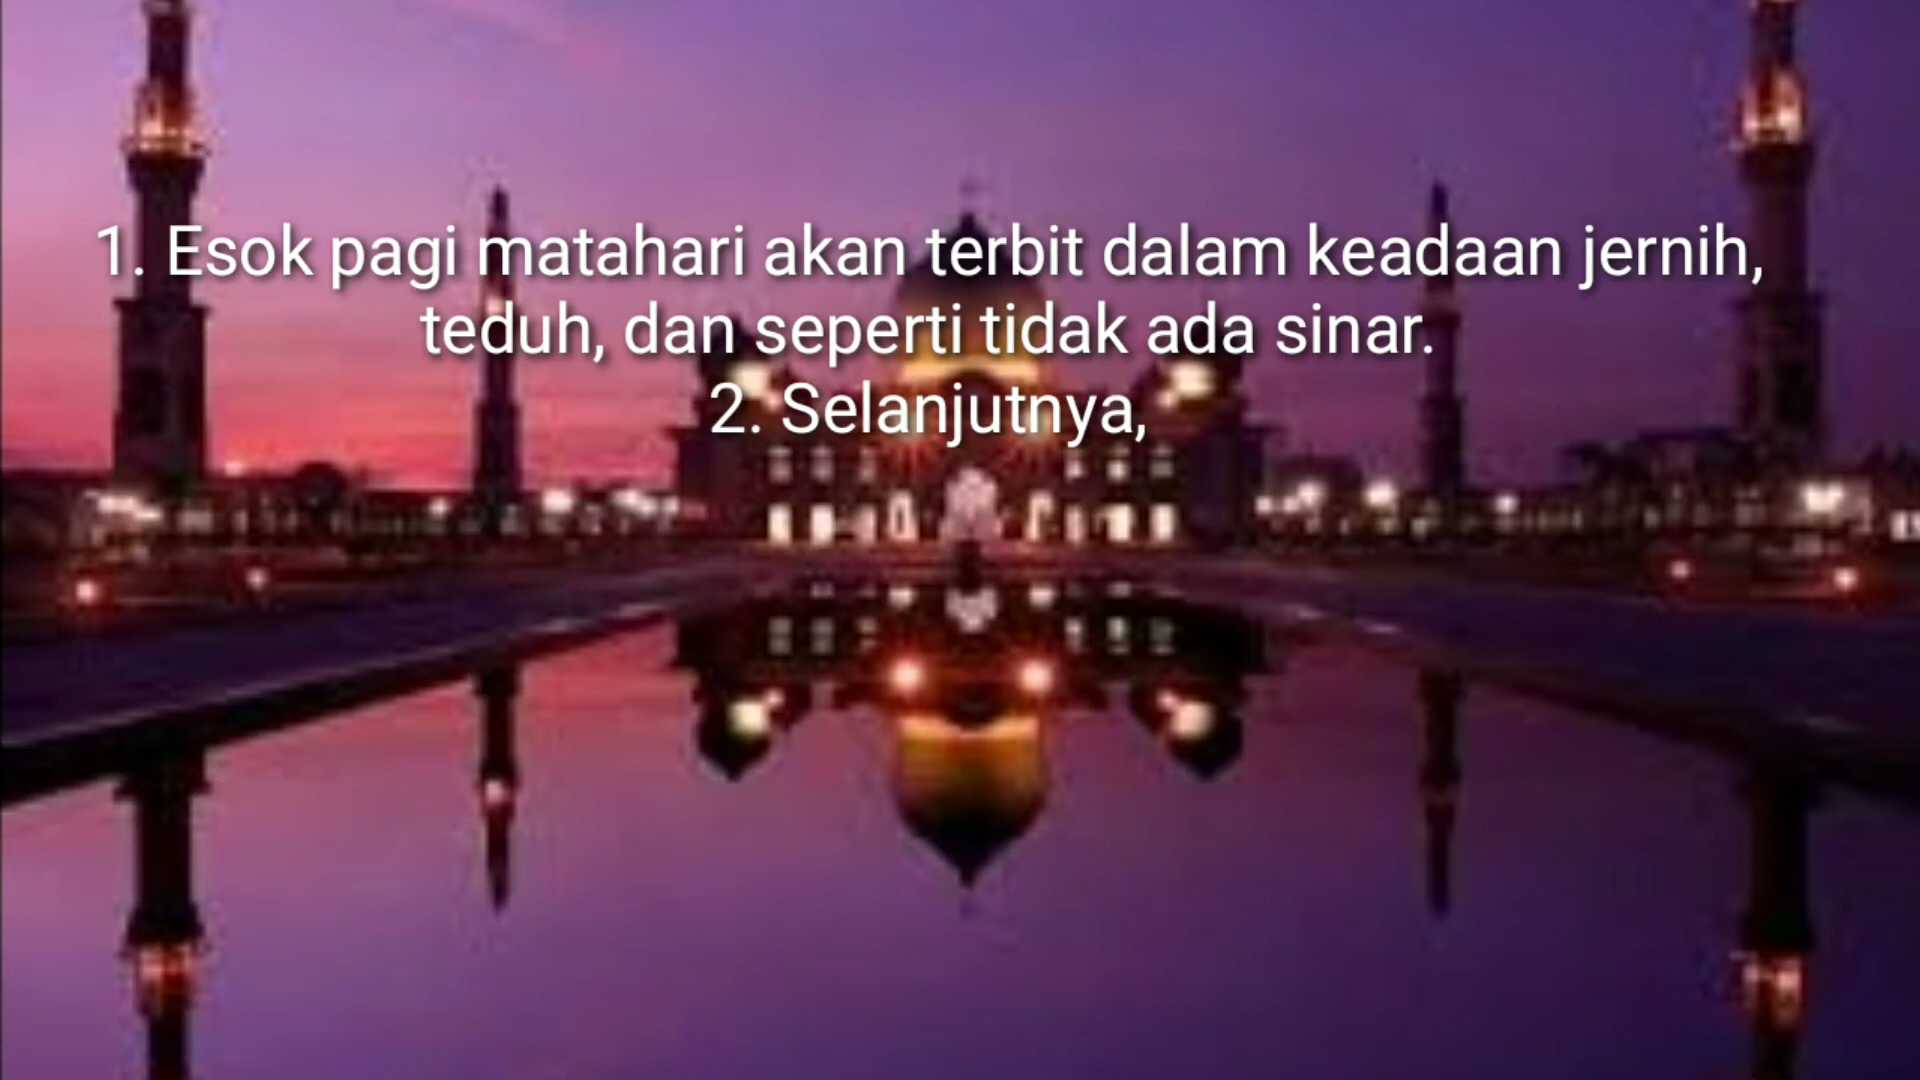 1. Esok pagi matahari akan terbit dalam keadaan jernih,
teduh, dan seperti tidak ada sinar.
2. Selanjutnya,